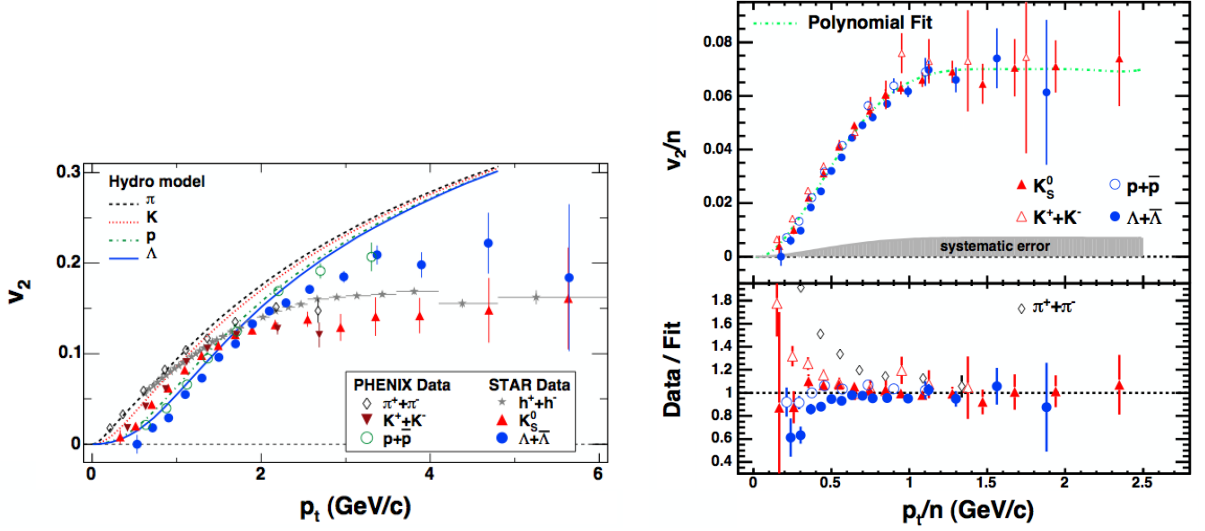 0.3
0.2
0.1
0
v₂
Hydro model
π
K
p
Λ
PHENIX Data
π⁺+π⁻
K⁺+K⁻
p+p̅
STAR Data
h⁺+h⁻
K⁰S
Λ+Λ̅
0 2 4 6
pₜ (GeV/c)
Polynomial Fit
0.08
0.06
0.04
0.02
0
v₂/n
K⁰S
p+p̅
K⁺+K⁻
Λ+Λ̅
systematic error
π⁺+π⁻
1.8
1.6
1.4
1.2
1
0.8
0.6
0.4
Data / Fit
0 0.5 1 1.5 2 2.5
pₜ/n (GeV/c)